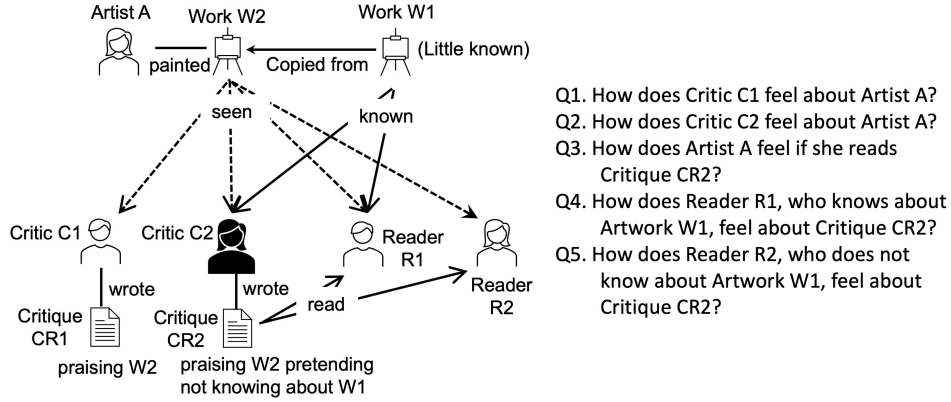 Artist A
Work W2
Work W1
painted
Copied from
(Little known)
seen
known
Critic C1
Critic C2
Reader
R1
Reader
R2
wrote
wrote
read
Critique
CR1
Critique
CR2
praising W2
praising W2 pretending
not knowing about W1
Q1. How does Critic C1 feel about Artist A?
Q2. How does Critic C2 feel about Artist A?
Q3. How does Artist A feel if she reads
Critique CR2?
Q4. How does Reader R1, who knows about
Artwork W1, feel about Critique CR2?
Q5. How does Reader R2, who does not
know about Artwork W1, feel about
Critique CR2?